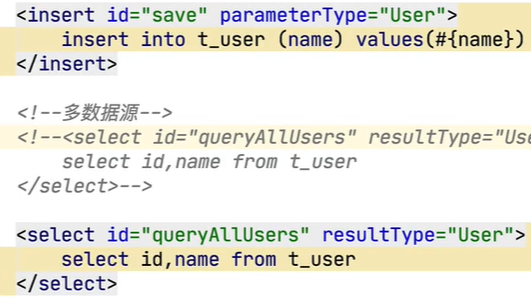 <insert id="save" parameterType="User">
insert into t_user (name) values(#{name})
</insert>
<!--多数据源-->
<!--<select id="queryAllUsers" resultType="Use
select id,name from t_user
</select>-->
<select id="queryAllUsers" resultType="User">
select id,name from t_user
</select>